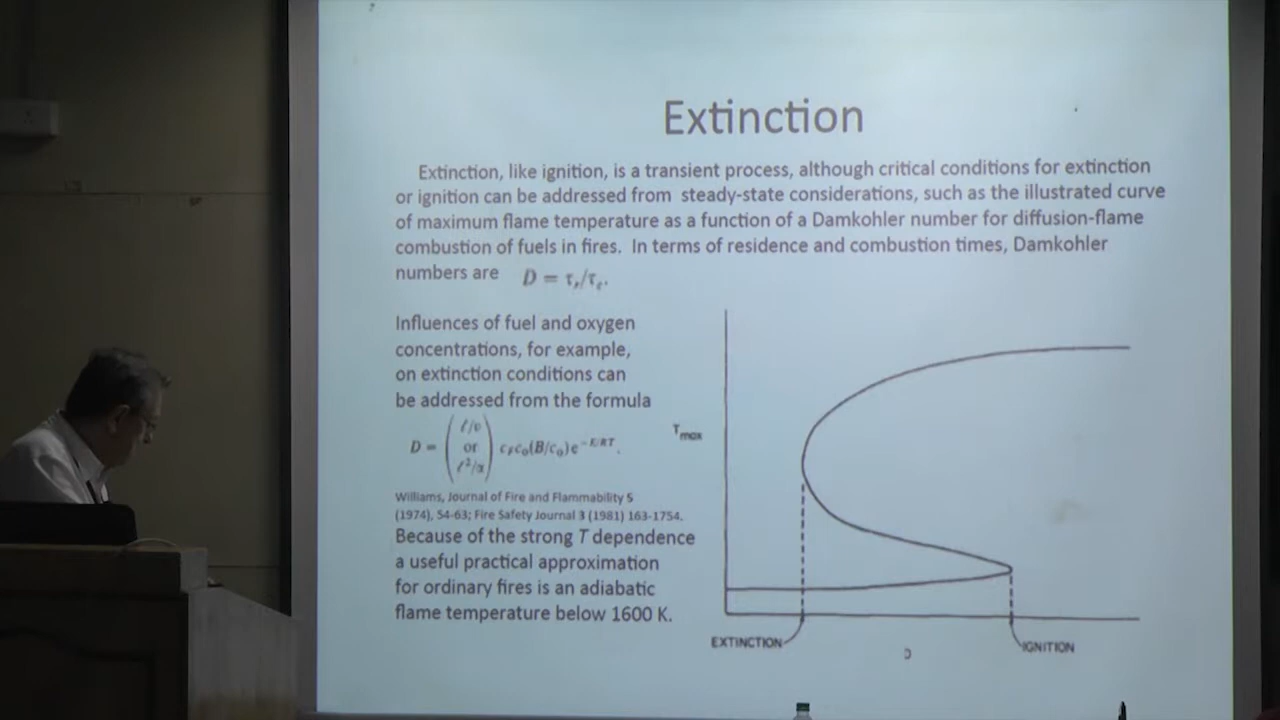 Extinction
Extinction, like ignition, is a transient process, although critical conditions for extinction
or ignition can be addressed from steady-state considerations, such as the illustrated curve
of maximum flame temperature as a function of a Damkohler number for diffusion-flame
combustion of fuels in fires. In terms of residence and combustion times, Damkohler
numbers are D = τr/τc.
Influences of fuel and oxygen
concentrations, for example,
on extinction conditions can
be addressed from the formula
D = (ℓ/v or ℓ²/α) cFcO(B/cO)e^−E/RT.
Williams, Journal of Fire and Flammability 5
(1974), 54-63; Fire Safety Journal 3 (1981) 163-1754.
Because of the strong T dependence
a useful practical approximation
for ordinary fires is an adiabatic
flame temperature below 1600 K.
Tmax
EXTINCTION
D
IGNITION